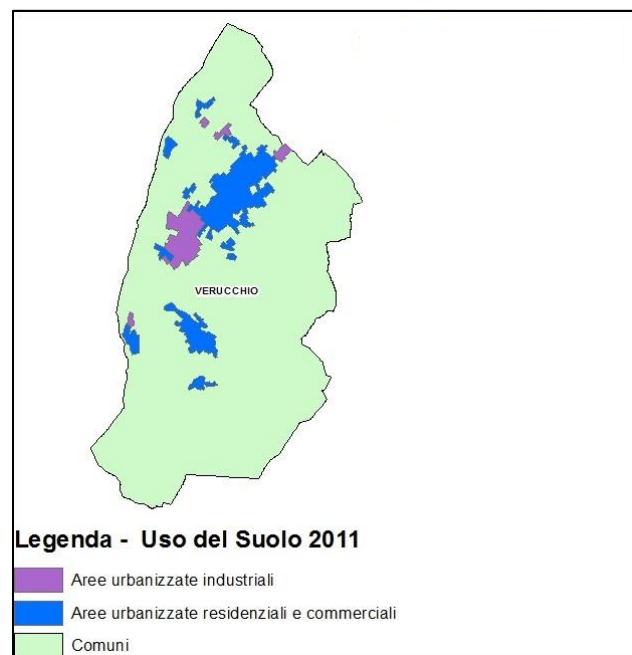 VERUCCHIO
Legenda - Uso del Suolo 2011
Aree urbanizzate industriali
Aree urbanizzate residenziali e commerciali
Comuni